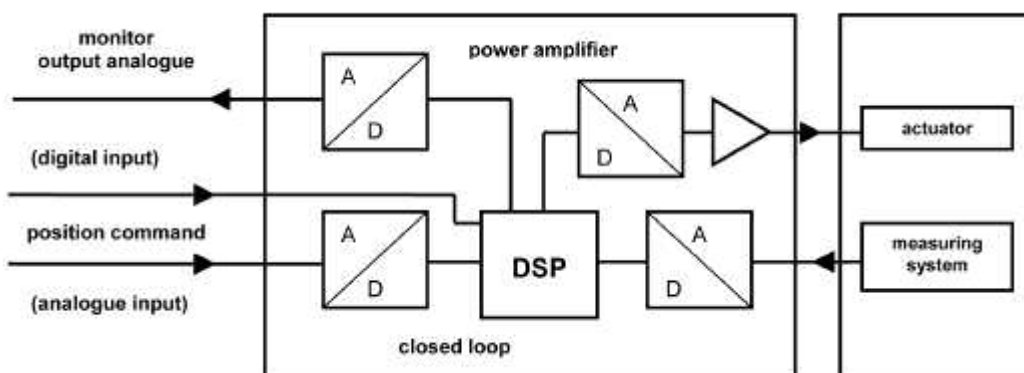 monitor
output analogue
(digital input)
position command
(analogue input)
A
D
power amplifier
A
D
actuator
A
D
DSP
A
D
measuring
system
closed loop